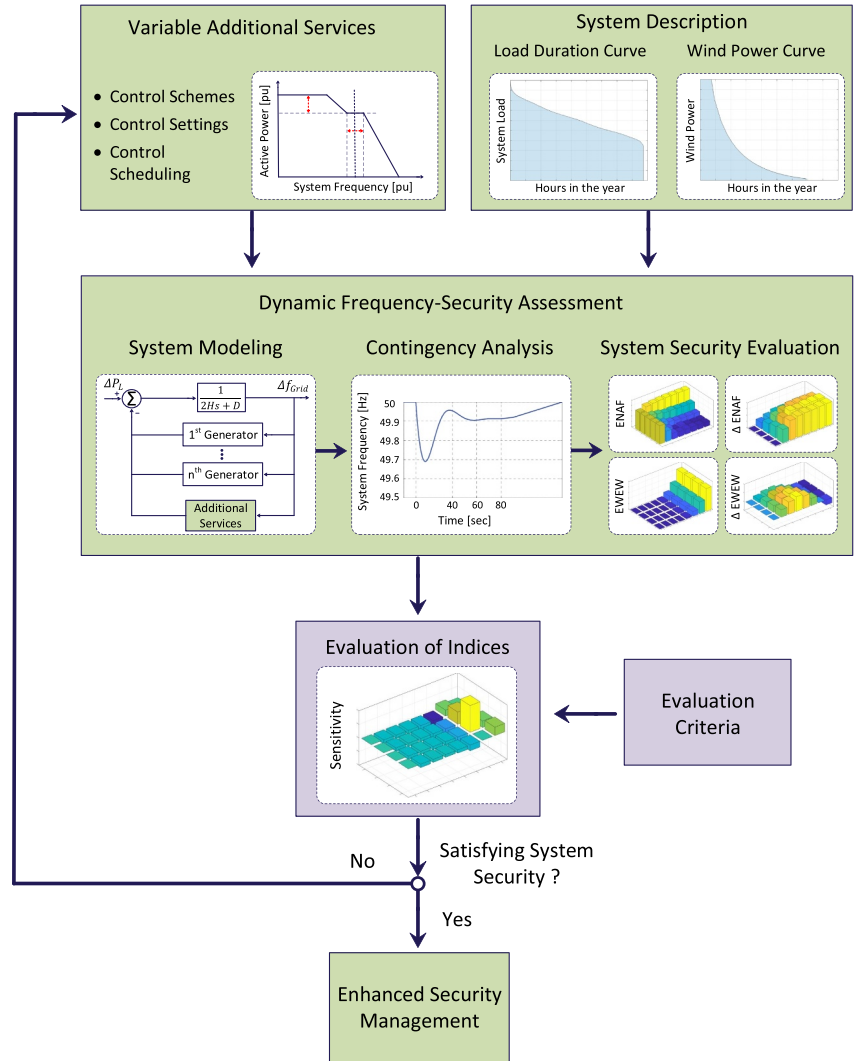 Variable Additional Services
• Control Schemes
• Control Settings
• Control
Scheduling
Active Power [pu]
System Frequency [pu]
System Description
Load Duration Curve
Wind Power Curve
System Load
Hours in the year
Wind Power
Hours in the year
Dynamic Frequency-Security Assessment
System Modeling
Contingency Analysis
System Security Evaluation
ΔP_L
+
Σ
−
1
2Hs + D
Δf_Grid
1st Generator
nth Generator
Additional
Services
System Frequency [Hz]
50
49.9
49.8
49.7
49.6
49.5
0
40
60
80
Time [sec]
ENAF
Δ ENAF
EWEW
Δ EWEW
Evaluation of Indices
Sensitivity
Evaluation
Criteria
Satisfying System
Security ?
No
Yes
Enhanced Security
Management